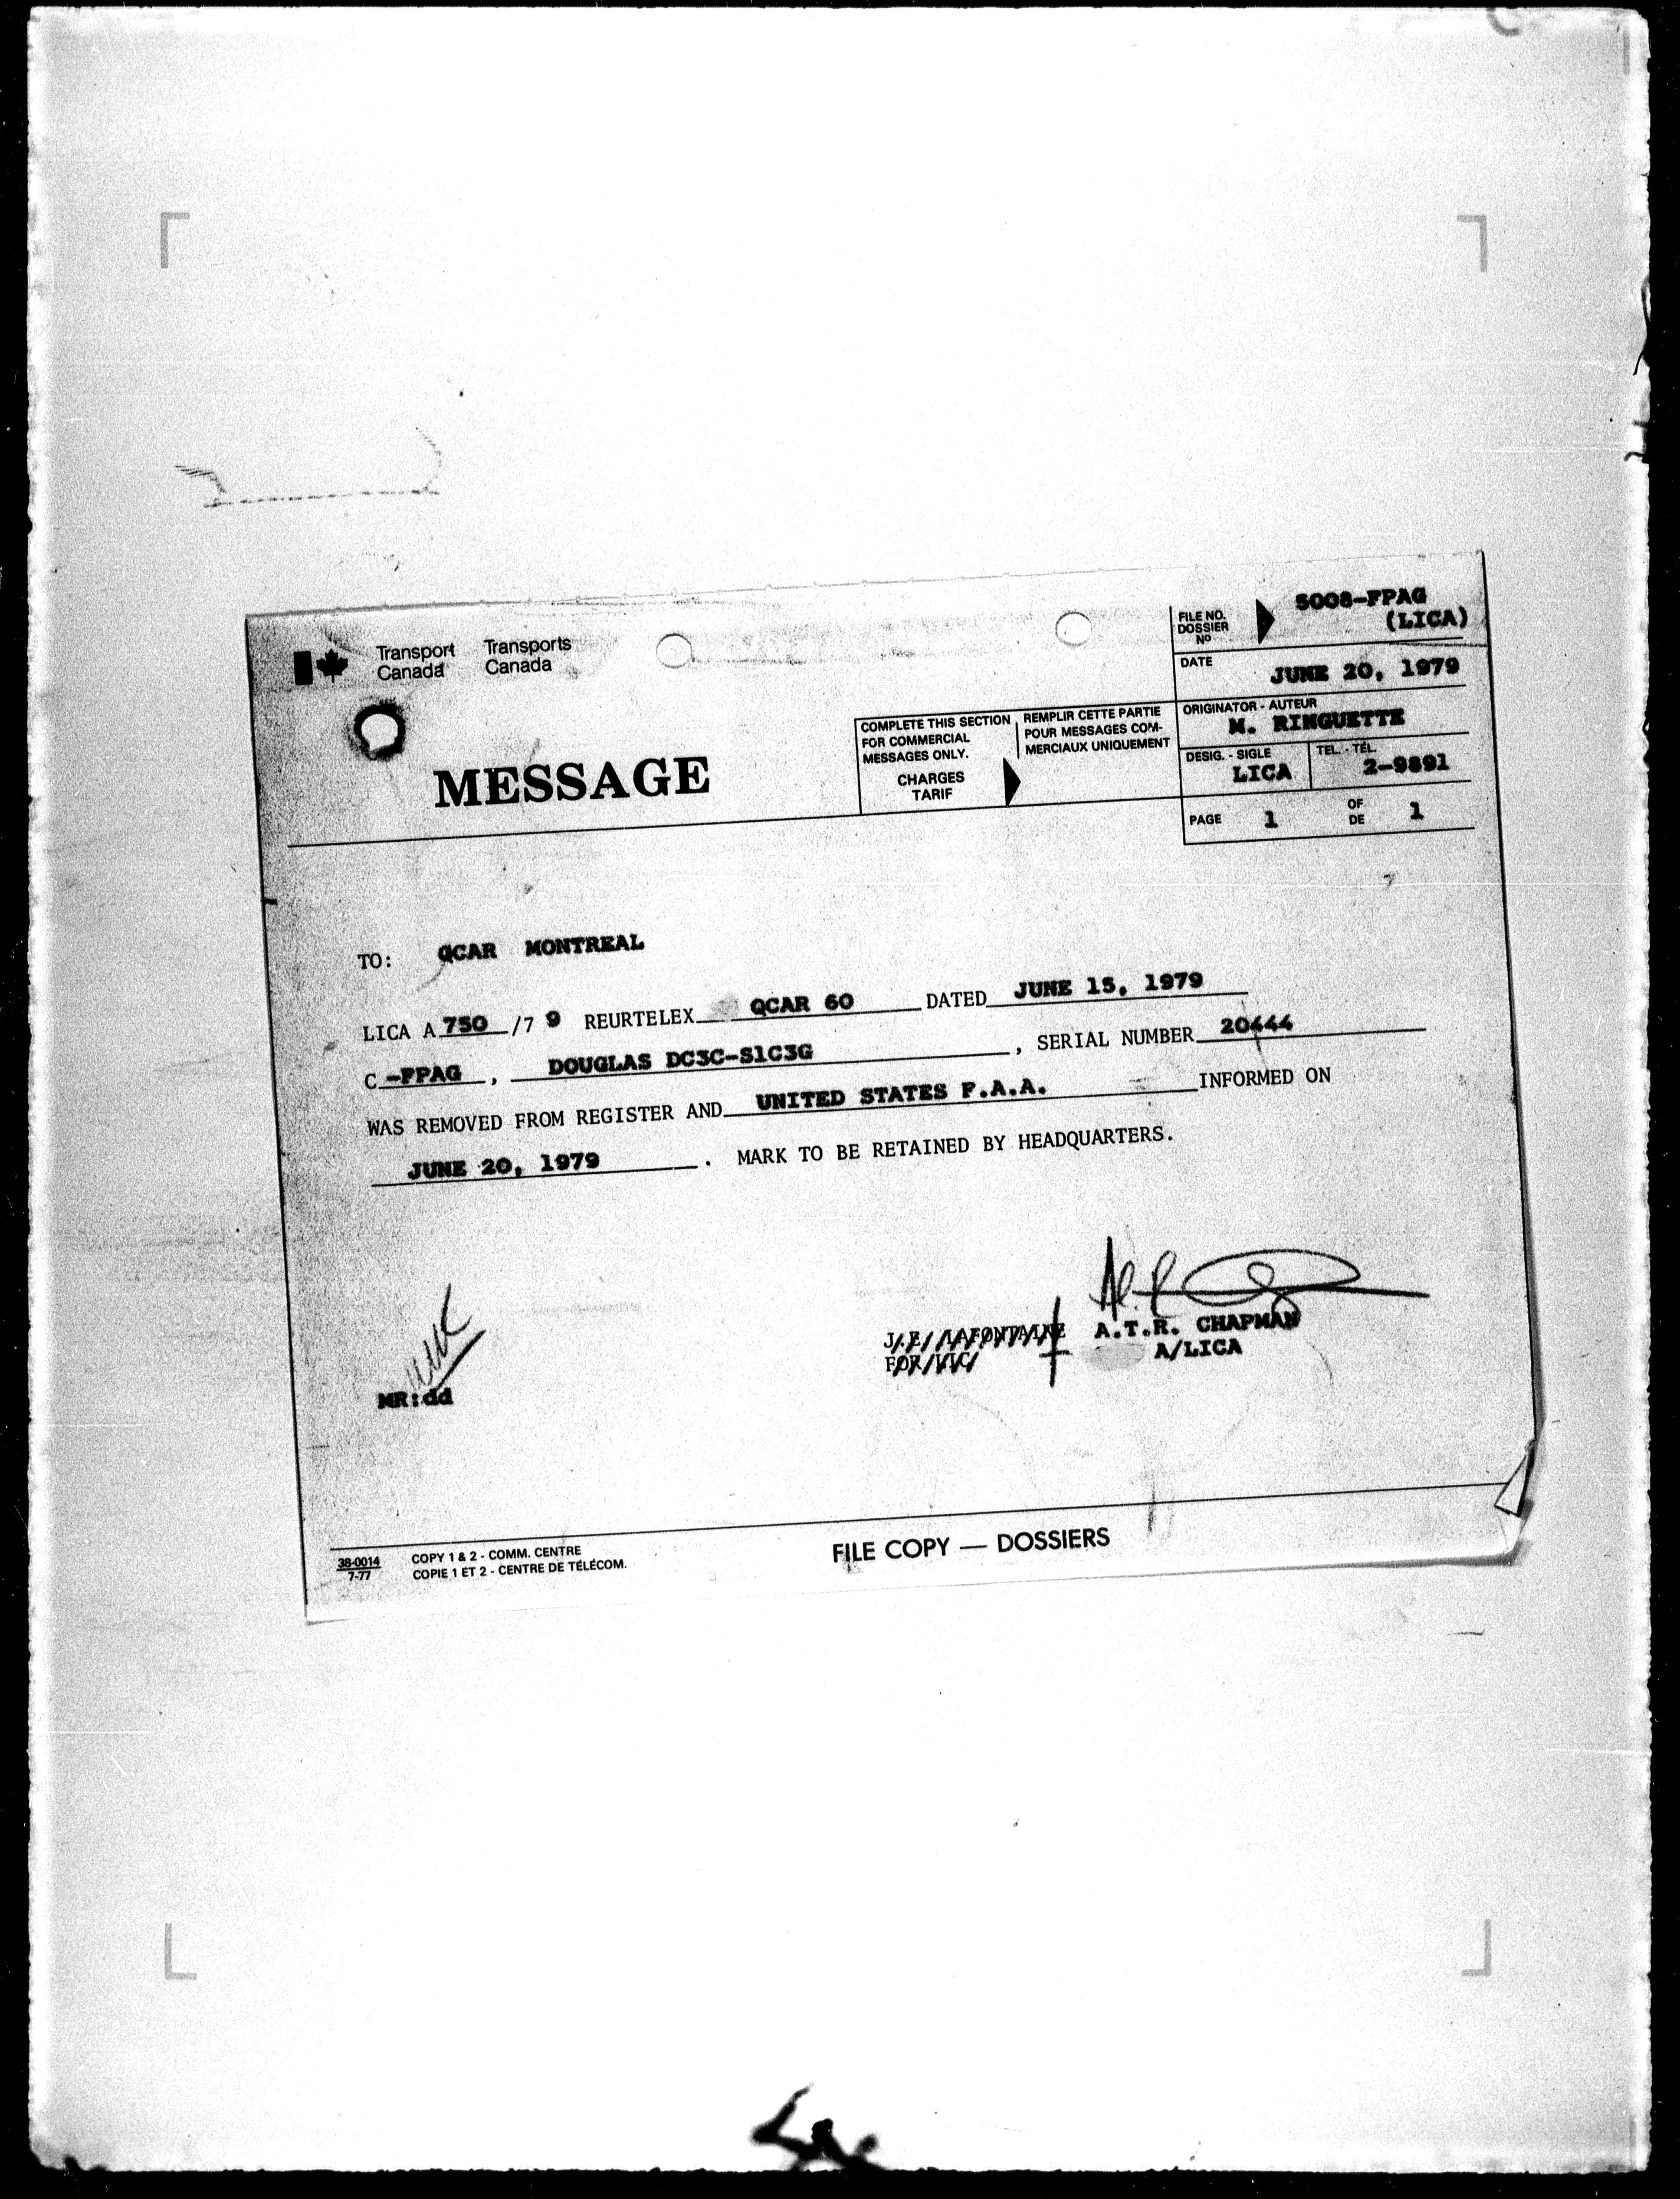 Transport Canada
Transports Canada
FILE NO. DOSSIER NO
5008-FPAG
(LICA)
DATE
JUNE 20, 1979
ORIGINATOR - AUTEUR
M. RINGUETTE
DESIG. - SIGLE
LICA
TEL. - TÉL.
2-9891
PAGE 1 OF DE 1
COMPLETE THIS SECTION
FOR COMMERCIAL
MESSAGES ONLY.
REMPLIR CETTE PARTIE
POUR MESSAGES COM-
MERCIAUX UNIQUEMENT
CHARGES
TARIF
MESSAGE
TO: QCAR MONTREAL
LICA A 750 /7 9 REURTELEX QCAR 60 DATED JUNE 15, 1979
C -FPAG , DOUGLAS DC3C-S1C3G , SERIAL NUMBER 20444
WAS REMOVED FROM REGISTER AND UNITED STATES F.A.A. INFORMED ON
JUNE 20, 1979 . MARK TO BE RETAINED BY HEADQUARTERS.
J.E. LAFONTAINE
A.T.R. CHAPMAN
A/LICA
MR:dd
38-0014
7-77
COPY 1 & 2 - COMM. CENTRE
COPIE 1 ET 2 - CENTRE DE TÉLÉCOM.
FILE COPY — DOSSIERS